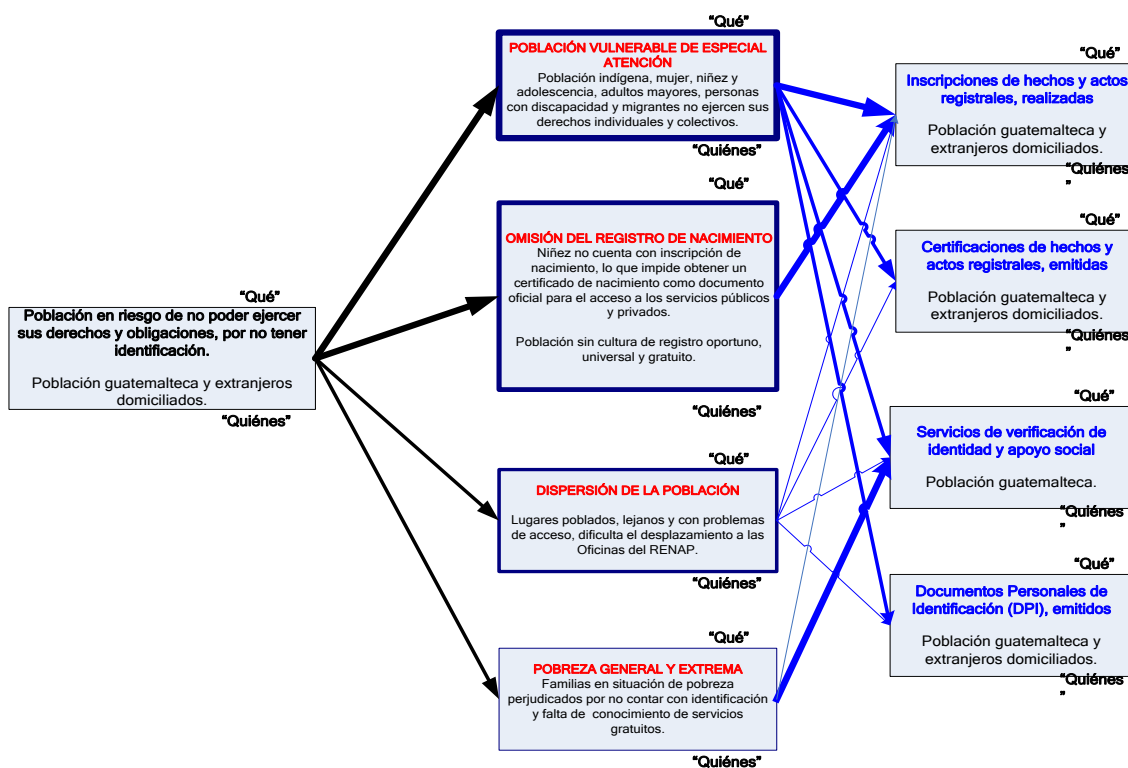 “Qué”
Población en riesgo de no poder ejercer
sus derechos y obligaciones, por no tener
identificación.
Población guatemalteca y extranjeros
domiciliados.
“Quiénes”
“Qué”
POBLACIÓN VULNERABLE DE ESPECIAL
ATENCIÓN
Población indígena, mujer, niñez y
adolescencia, adultos mayores, personas
con discapacidad y migrantes no ejercen sus
derechos individuales y colectivos.
“Quiénes”
“Qué”
OMISIÓN DEL REGISTRO DE NACIMIENTO
Niñez no cuenta con inscripción de
nacimiento, lo que impide obtener un
certificado de nacimiento como documento
oficial para el acceso a los servicios públicos
y privados.
Población sin cultura de registro oportuno,
universal y gratuito.
“Quiénes”
“Qué”
DISPERSIÓN DE LA POBLACIÓN
Lugares poblados, lejanos y con problemas
de acceso, dificulta el desplazamiento a las
Oficinas del RENAP.
“Quiénes”
“Qué”
POBREZA GENERAL Y EXTREMA
Familias en situación de pobreza
perjudicados por no contar con identificación
y falta de conocimiento de servicios
gratuitos.
“Quiénes”
“Qué”
Inscripciones de hechos y actos
registrales, realizadas
Población guatemalteca y
extranjeros domiciliados.
“Quiénes
”
“Qué”
Certificaciones de hechos y
actos registrales, emitidas
Población guatemalteca y
extranjeros domiciliados.
“Quiénes
”
“Qué”
Servicios de verificación de
identidad y apoyo social
Población guatemalteca.
“Quiénes
”
“Qué”
Documentos Personales de
Identificación (DPI), emitidos
Población guatemalteca y
extranjeros domiciliados.
“Quiénes
”